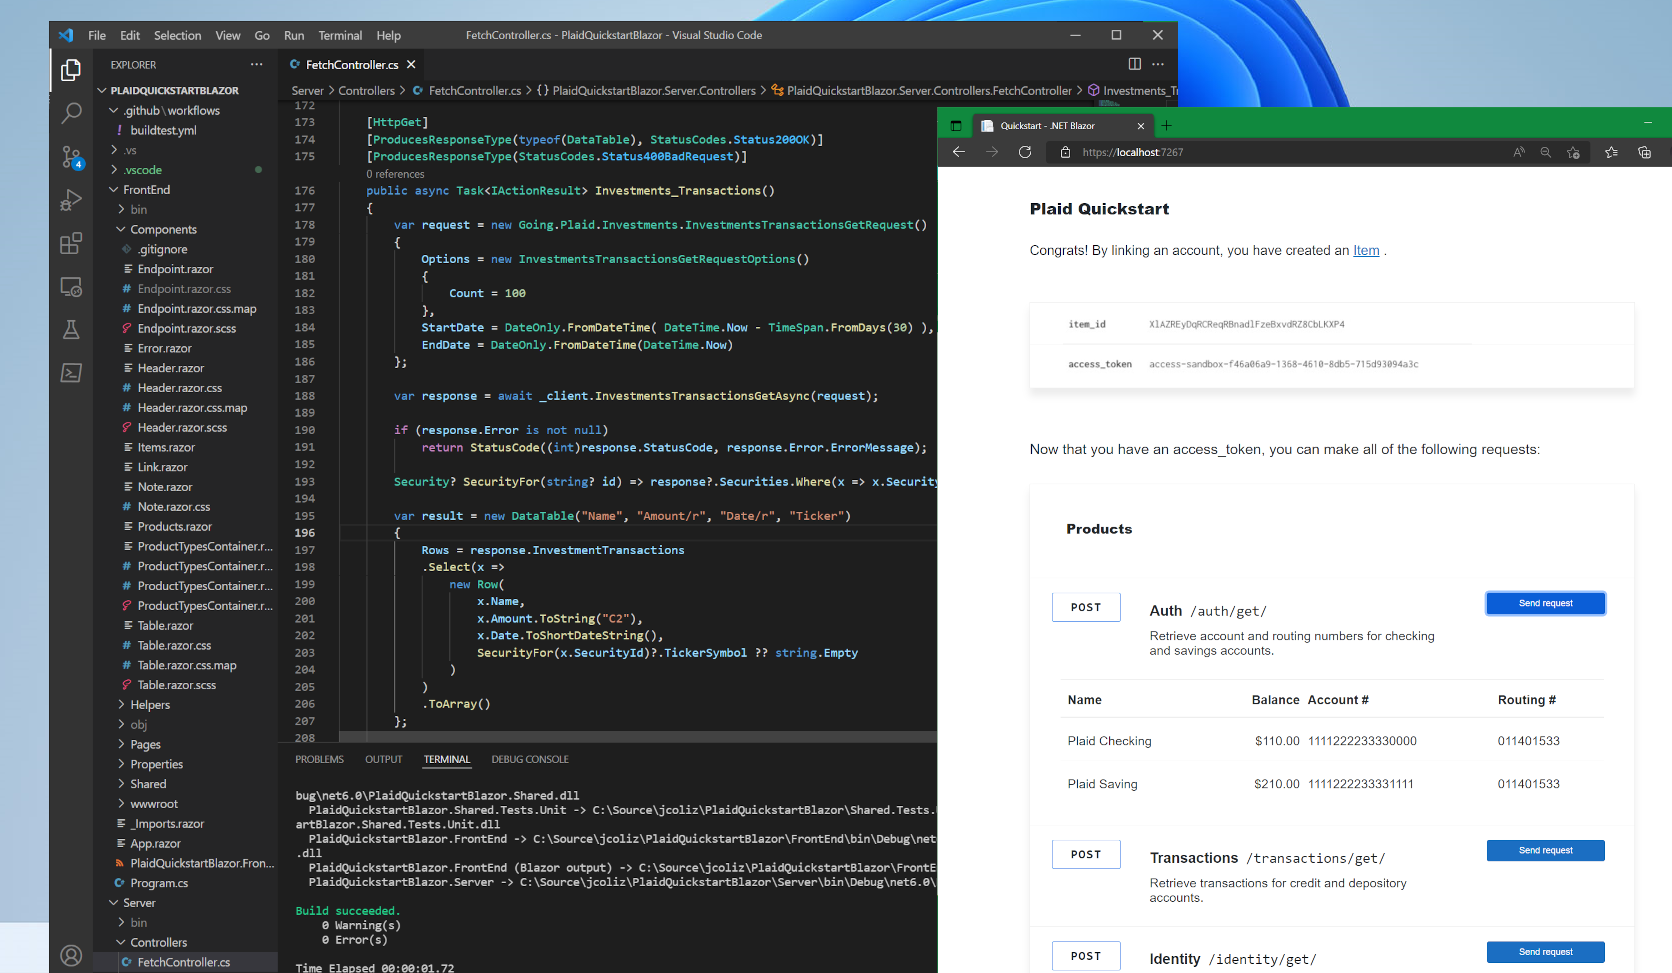 File Edit Selection View Go Run Terminal Help
FetchController.cs - PlaidQuickstartBlazor - Visual Studio Code
EXPLORER
PLAIDQUICKSTARTBLAZOR
.github \ workflows
! buildtest.yml
.vs
.vscode
FrontEnd
bin
Components
.gitignore
Endpoint.razor
# Endpoint.razor.css
# Endpoint.razor.css.map
Endpoint.razor.scss
Error.razor
Header.razor
# Header.razor.css
# Header.razor.css.map
Header.razor.scss
Items.razor
Link.razor
Note.razor
# Note.razor.css
Products.razor
ProductTypesContainer.r...
# ProductTypesContainer.r...
# ProductTypesContainer.r...
ProductTypesContainer.r...
Table.razor
# Table.razor.css
# Table.razor.css.map
Table.razor.scss
Helpers
obj
Pages
Properties
Shared
wwwroot
_Imports.razor
App.razor
PlaidQuickstartBlazor.Fron...
Program.cs
Server
bin
Controllers
FetchController.cs
4
FetchController.cs
Server > Controllers > FetchController.cs > {} PlaidQuickstartBlazor.Server.Controllers > PlaidQuickstartBlazor.Server.Controllers.FetchController > Investments_Tr
172
173 [HttpGet]
174 [ProducesResponseType(typeof(DataTable), StatusCodes.Status200OK)]
175 [ProducesResponseType(StatusCodes.Status400BadRequest)]
0 references
176 public async Task<IActionResult> Investments_Transactions()
177 {
178 var request = new Going.Plaid.Investments.InvestmentsTransactionsGetRequest()
179 {
180 Options = new InvestmentsTransactionsGetRequestOptions()
181 {
182 Count = 100
183 },
184 StartDate = DateOnly.FromDateTime( DateTime.Now - TimeSpan.FromDays(30) ),
185 EndDate = DateOnly.FromDateTime(DateTime.Now)
186 };
187
188 var response = await _client.InvestmentsTransactionsGetAsync(request);
189
190 if (response.Error is not null)
191 return StatusCode((int)response.StatusCode, response.Error.ErrorMessage);
192
193 Security? SecurityFor(string? id) => response?.Securities.Where(x => x.Security
194
195 var result = new DataTable("Name", "Amount/r", "Date/r", "Ticker")
196 {
197 Rows = response.InvestmentTransactions
198 .Select(x =>
199 new Row(
200 x.Name,
201 x.Amount.ToString("C2"),
202 x.Date.ToShortDateString(),
203 SecurityFor(x.SecurityId)?.TickerSymbol ?? string.Empty
204 )
205 )
206 .ToArray()
207 };
208
PROBLEMS OUTPUT TERMINAL DEBUG CONSOLE
bug\net6.0\PlaidQuickstartBlazor.Shared.dll
PlaidQuickstartBlazor.Shared.Tests.Unit -> C:\Source\jcoliz\PlaidQuickstartBlazor\Shared.Tests.
artBlazor.Shared.Tests.Unit.dll
PlaidQuickstartBlazor.FrontEnd -> C:\Source\jcoliz\PlaidQuickstartBlazor\FrontEnd\bin\Debug\net
.dll
PlaidQuickstartBlazor.FrontEnd (Blazor output) -> C:\Source\jcoliz\PlaidQuickstartBlazor\FrontE
PlaidQuickstartBlazor.Server -> C:\Source\jcoliz\PlaidQuickstartBlazor\Server\bin\Debug\net6.0\
Build succeeded.
0 Warning(s)
0 Error(s)
Time Elapsed 00:00:01.72
Quickstart - .NET Blazor
https://localhost:7267
Plaid Quickstart
Congrats! By linking an account, you have created an Item .
item_id XlAZREyDqRCReqRBnadlFzeBxvdRZ8CbLKXP4
access_token access-sandbox-f46a06a9-1368-4610-8db5-715d93094a3c
Now that you have an access_token, you can make all of the following requests:
Products
POST Auth /auth/get/ Send request
Retrieve account and routing numbers for checking
and savings accounts.
Name Balance Account # Routing #
Plaid Checking $110.00 1111222233330000 011401533
Plaid Saving $210.00 1111222233331111 011401533
POST Transactions /transactions/get/ Send request
Retrieve transactions for credit and depository
accounts.
POST Identity /identity/get/ Send request